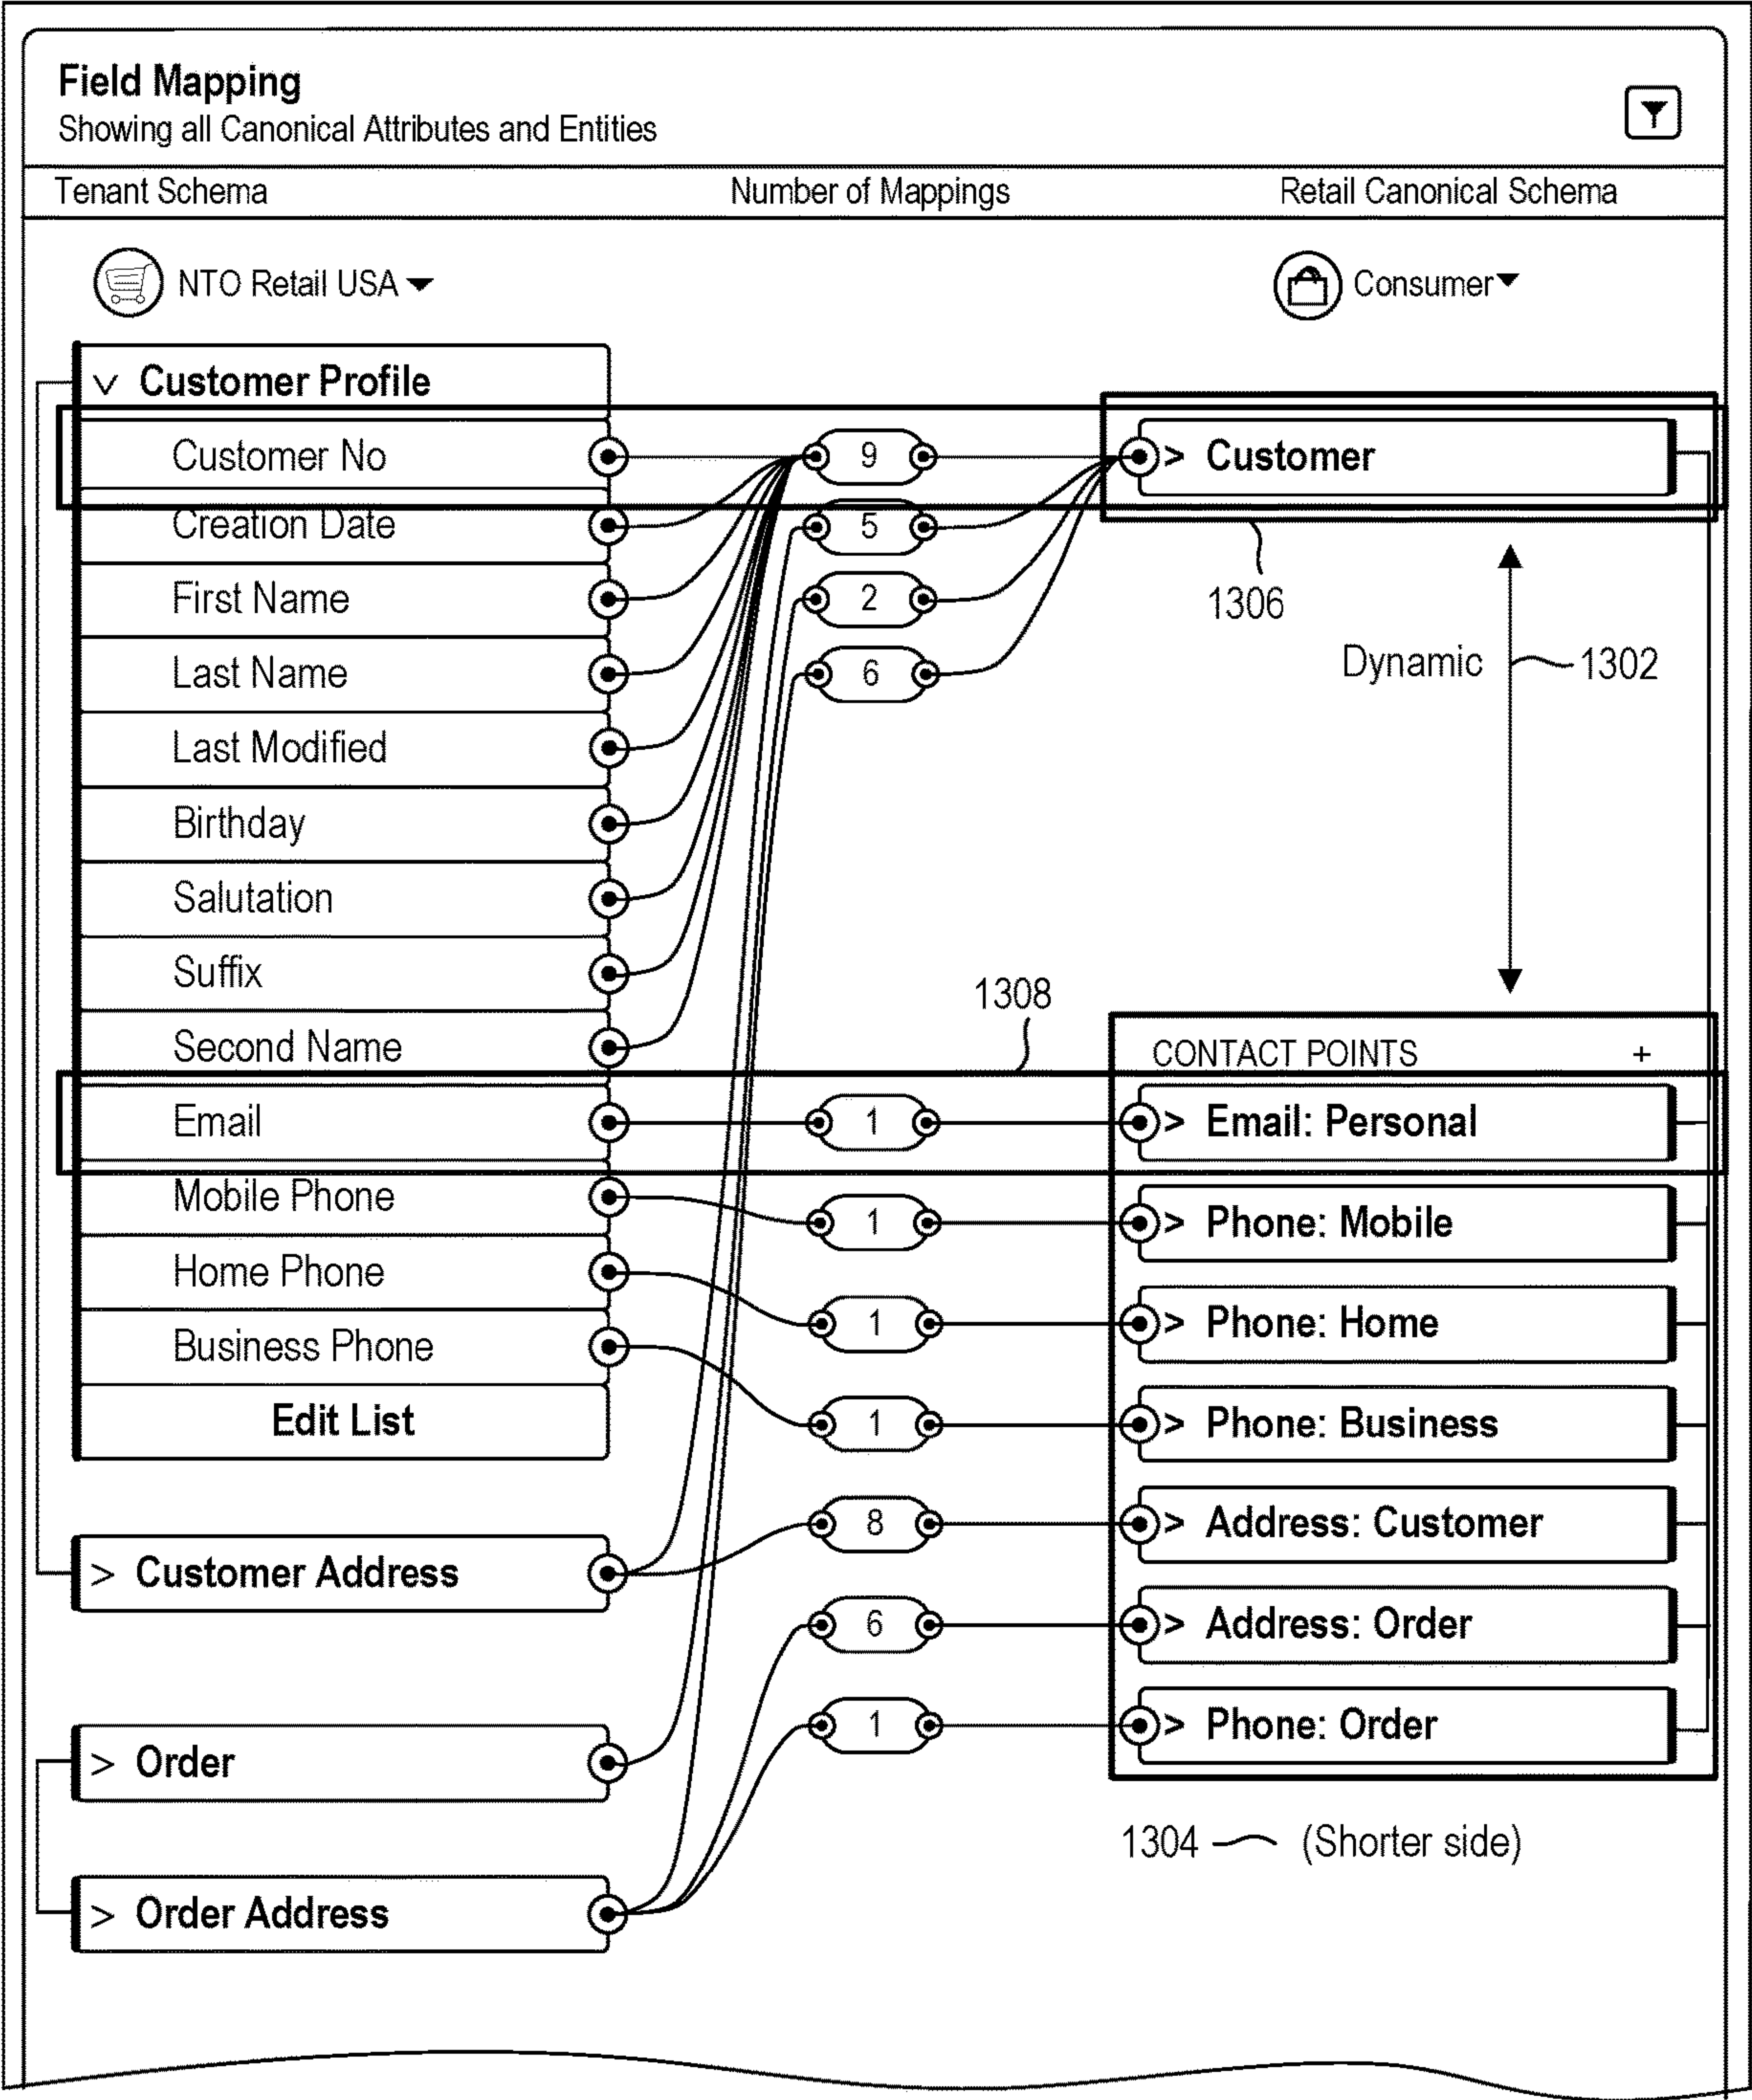 Field Mapping
Showing all Canonical Attributes and Entities
Tenant Schema Number of Mappings Retail Canonical Schema
NTO Retail USA Consumer
Customer Profile
Customer No 9 > Customer
Creation Date 5
First Name 2 1306
Last Name 6 Dynamic 1302
Last Modified
Birthday
Salutation
Suffix
1308
Second Name CONTACT POINTS +
Email 1 > Email: Personal
Mobile Phone 1 > Phone: Mobile
Home Phone 1 > Phone: Home
Business Phone 1 > Phone: Business
Edit List
8 > Address: Customer
> Customer Address
6 > Address: Order
1 > Phone: Order
> Order
1304 (Shorter side)
> Order Address